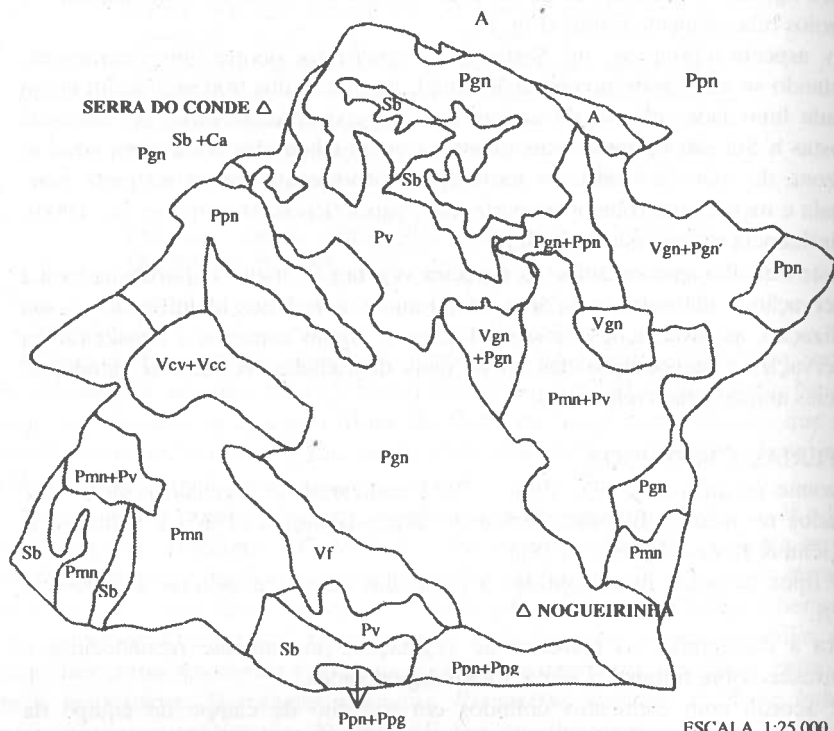 A
Pgn
Ppn
Sb
SERRA DO CONDE △
A
Sb +Ca
Pgn
Sb
Ppn
Pv
Pgn+Ppn
Vgn+Pgn
Ppn
Vgn
Vgn
+Pgn
Vcv+Vcc
Pmn+Pv
Pgn
Pmn+Pv
Pgn
Pmn
Sb
Vf
Pmn
Pmn
Sb
△ NOGUEIRINHA
Pv
Sb
Ppn+Ppg
Ppn+Ppg
ESCALA 1:25.000